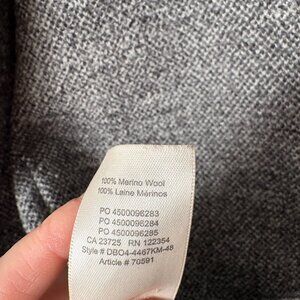 100% Merino Wool
100% Laine Mérinos
PO 4500096283
PO 4500096284
PO 4500096285
CA 23725 RN 122354
Style # DBO4-4467KM-48
Article # 70591